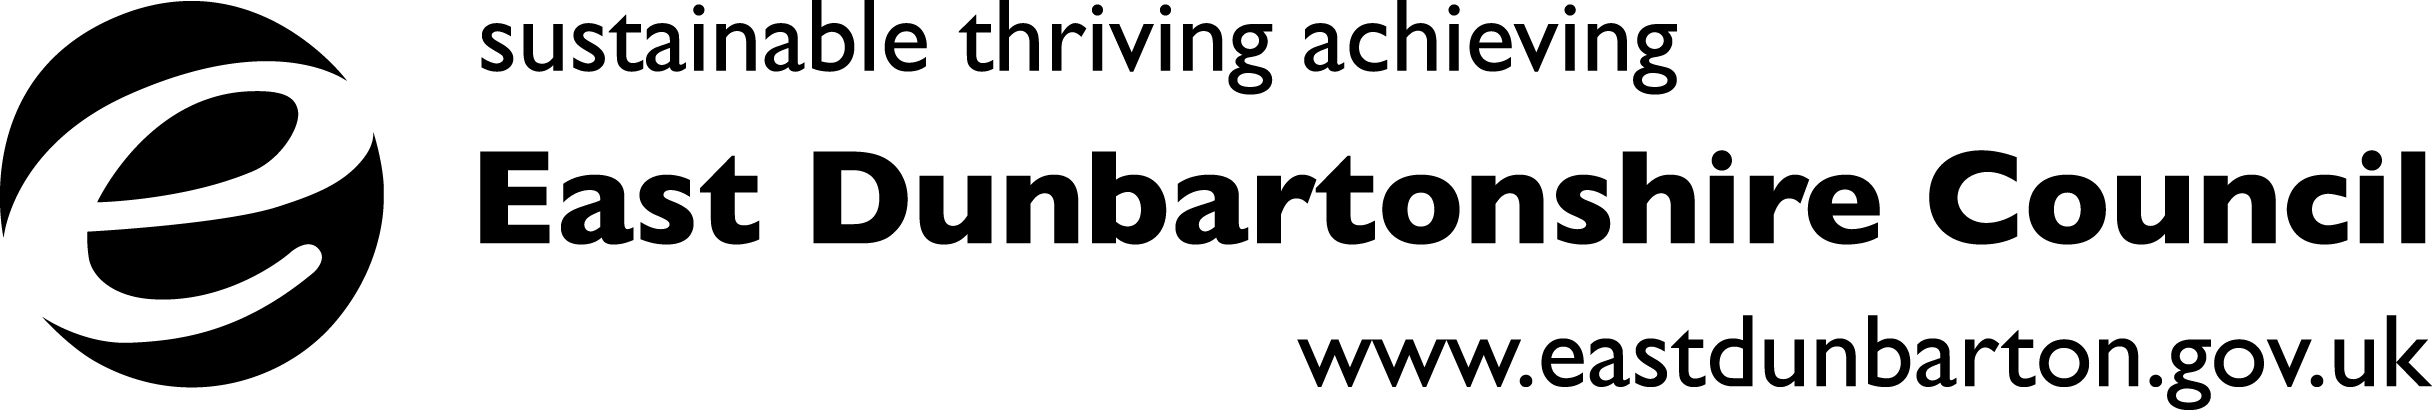 sustainable thriving achieving
East Dunbartonshire Council
www.eastdunbarton.gov.uk